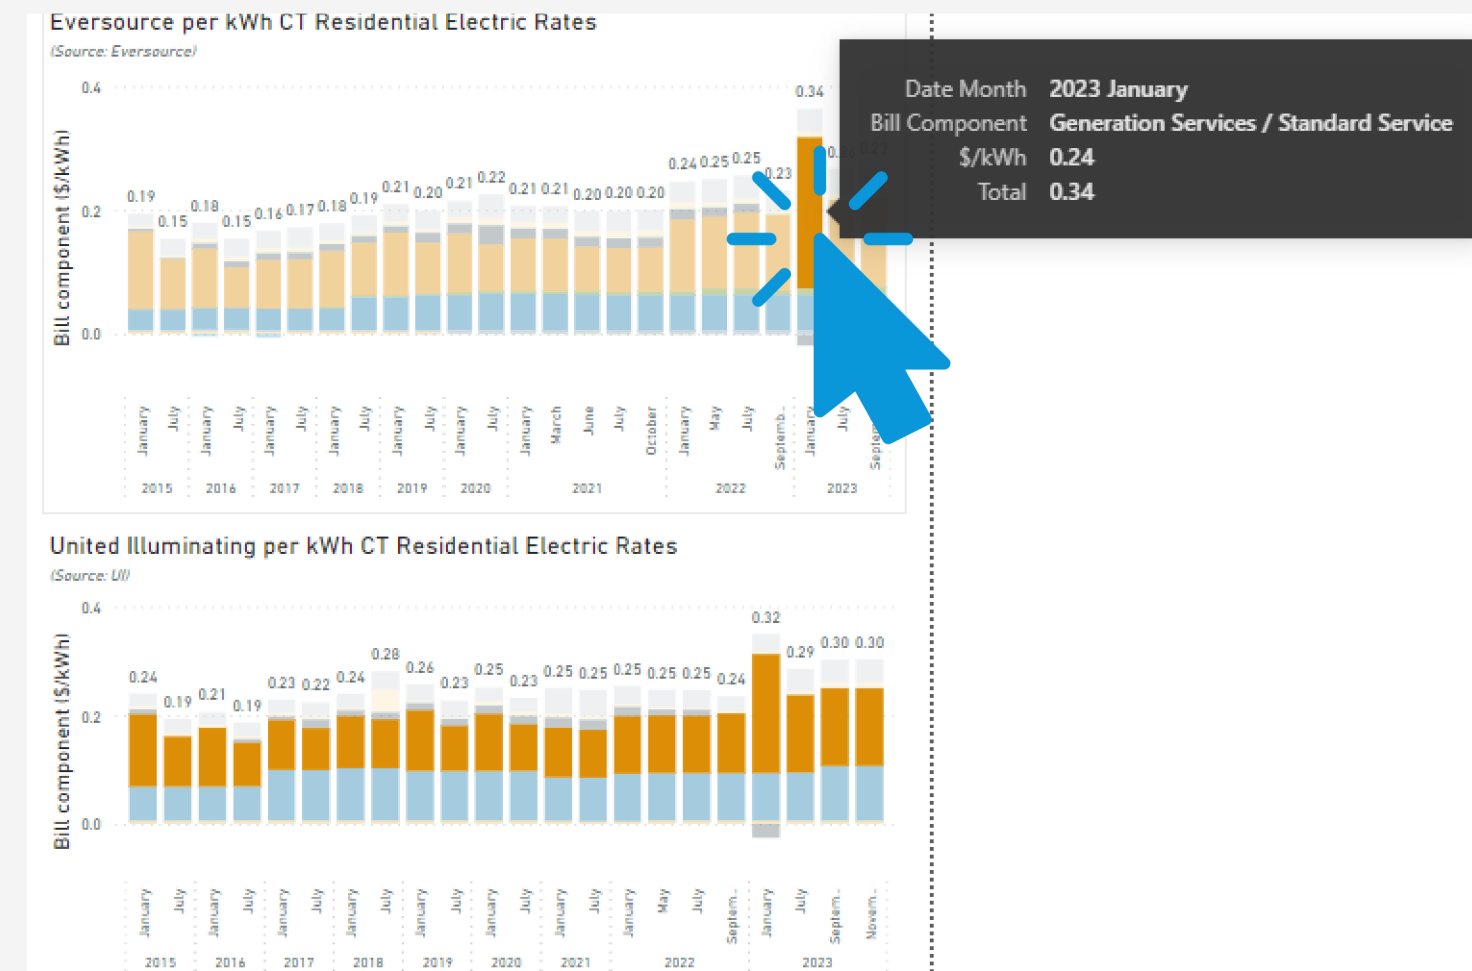 Eversource per kWh CT Residential Electric Rates
(Source: Eversource)
Bill component ($/kWh)
0.4
0.2
0.0
0.19 0.15 0.18 0.15 0.16 0.17 0.18 0.19 0.21 0.20 0.21 0.22 0.21 0.21 0.20 0.20 0.20 0.24 0.25 0.25 0.23 0.34
Date Month 2023 January
Bill Component Generation Services / Standard Service
$/kWh 0.24
Total 0.34
January July January July January July January July January July January July January March June July October January May July Septemb... January July
2015 2016 2017 2018 2019 2020 2021 2022 2023
United Illuminating per kWh CT Residential Electric Rates
(Source: UI)
Bill component ($/kWh)
0.4
0.2
0.0
0.24 0.19 0.21 0.19 0.23 0.22 0.24 0.28 0.26 0.23 0.25 0.23 0.25 0.25 0.25 0.25 0.25 0.24 0.32 0.29 0.30 0.30
January July January July January July January July January July January July January July January May July Septem... January July Septem... Novem...
2015 2016 2017 2018 2019 2020 2021 2022 2023